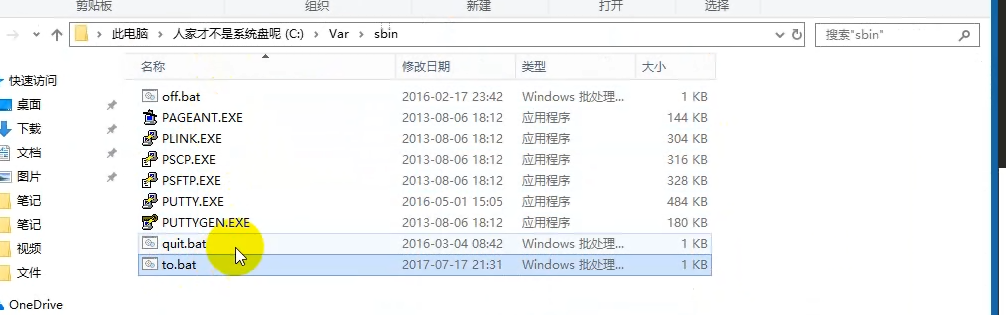 剪贴板 组织 新建 打开 选择
此电脑 人家才不是系统盘呢 (C:) Var sbin 搜索"sbin"
名称 修改日期 类型 大小
快速访问
桌面
下载
文档
图片
笔记
笔记
视频
文件
OneDrive
off.bat 2016-02-17 23:42 Windows 批处理... 1 KB
PAGEANT.EXE 2013-08-06 18:12 应用程序 144 KB
PLINK.EXE 2013-08-06 18:12 应用程序 304 KB
PSCP.EXE 2013-08-06 18:12 应用程序 316 KB
PSFTP.EXE 2013-08-06 18:12 应用程序 328 KB
PUTTY.EXE 2016-05-01 15:05 应用程序 484 KB
PUTTYGEN.EXE 2013-08-06 18:12 应用程序 180 KB
quit.bat 2016-03-04 08:42 Windows 批处理... 1 KB
to.bat 2017-07-17 21:31 Windows 批处理... 1 KB